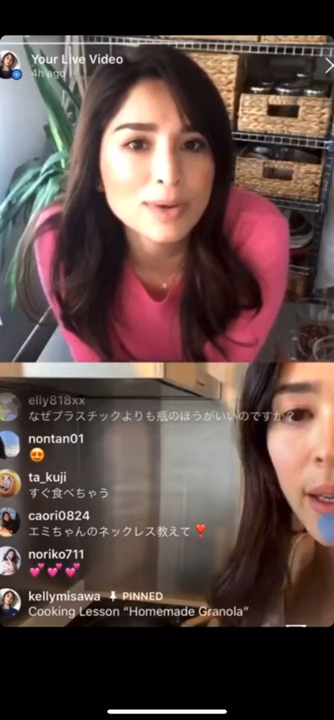 Your Live Video
4h ago
elly818xx
なぜプラスチックよりも瓶のほうがいいのですか?
nontan01
😍
ta_kuji
すぐ食べちゃう
caori0824
エミちゃんのネックレス教えて❣️
noriko711
💕💕💕
kellymisawa 📌 PINNED
Cooking Lesson “Homemade Granola”